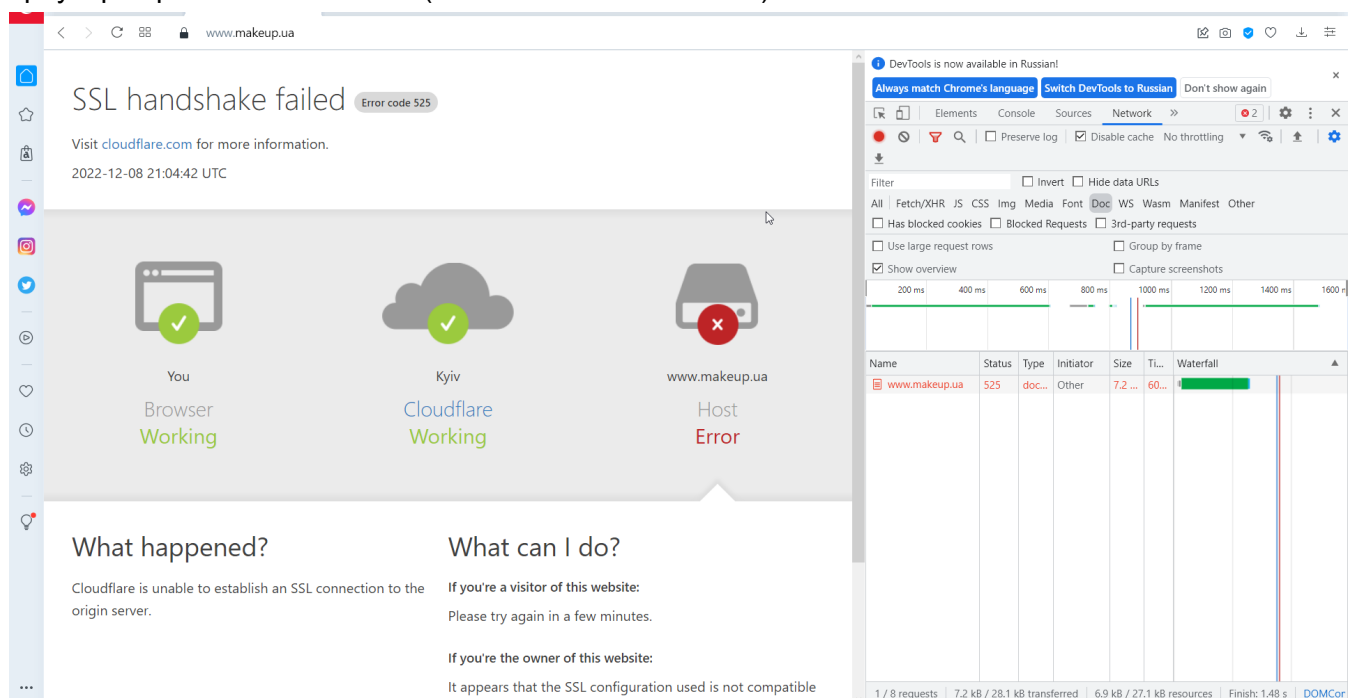 www.makeup.ua
SSL handshake failed Error code 525
Visit cloudflare.com for more information.
2022-12-08 21:04:42 UTC
You
Browser
Working
Kyiv
Cloudflare
Working
www.makeup.ua
Host
Error
What happened?
Cloudflare is unable to establish an SSL connection to the
origin server.
What can I do?
If you're a visitor of this website:
Please try again in a few minutes.
If you're the owner of this website:
It appears that the SSL configuration used is not compatible
DevTools is now available in Russian!
Always match Chrome's language Switch DevTools to Russian Don't show again
Elements Console Sources Network 2
Preserve log Disable cache No throttling
Filter Invert Hide data URLs
All Fetch/XHR JS CSS Img Media Font Doc WS Wasm Manifest Other
Has blocked cookies Blocked Requests 3rd-party requests
Use large request rows Group by frame
Show overview Capture screenshots
200 ms 400 ms 600 ms 800 ms 1000 ms 1200 ms 1400 ms 1600
Name Status Type Initiator Size Ti... Waterfall
www.makeup.ua 525 doc... Other 7.2 ... 60...
1 / 8 requests 7.2 kB / 28.1 kB transferred 6.9 kB / 27.1 kB resources Finish: 1.48 s DOMCon